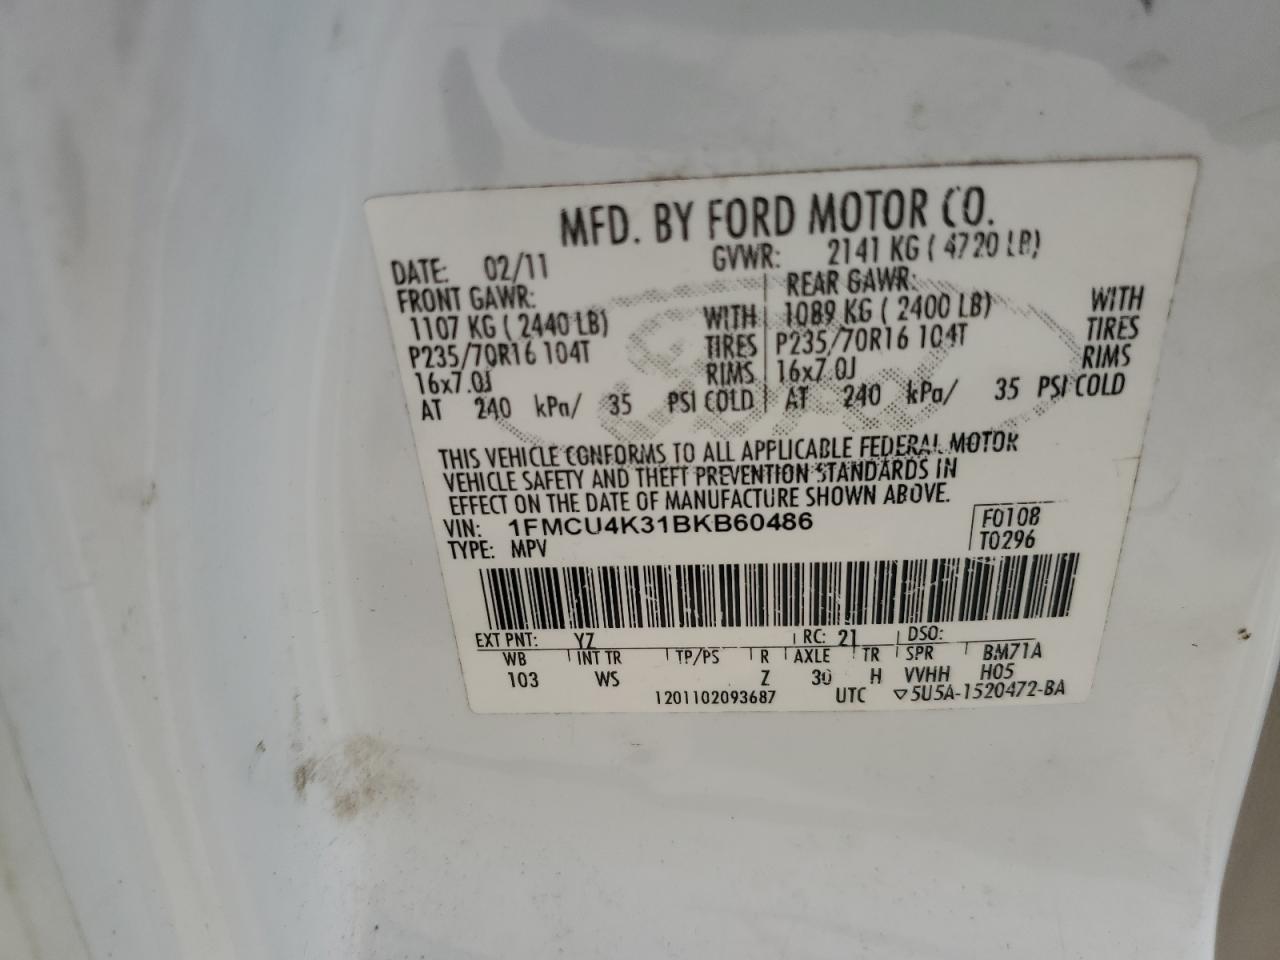 MFD. BY FORD MOTOR CO.
DATE: 02/11 GVWR: 2141 KG ( 4720 LB)
FRONT GAWR: REAR GAWR:
1107 KG ( 2440 LB) WITH 1089 KG ( 2400 LB) WITH
P235/70R16 104T TIRES P235/70R16 104T TIRES
16x7.0J RIMS 16x7.0J RIMS
AT 240 kPa/ 35 PSI COLD AT 240 kPa/ 35 PSI COLD
THIS VEHICLE CONFORMS TO ALL APPLICABLE FEDERAL MOTOR
VEHICLE SAFETY AND THEFT PREVENTION STANDARDS IN
EFFECT ON THE DATE OF MANUFACTURE SHOWN ABOVE.
VIN: 1FMCU4K31BKB60486 F0108
TYPE: MPV T0296
EXT PNT: YZ RC: 21 DSO:
WB INT TR TP/PS R AXLE TR SPR BM71A
103 WS Z 30 H VVHH H05
1201102093687 UTC ▽5U5A-1520472-BA